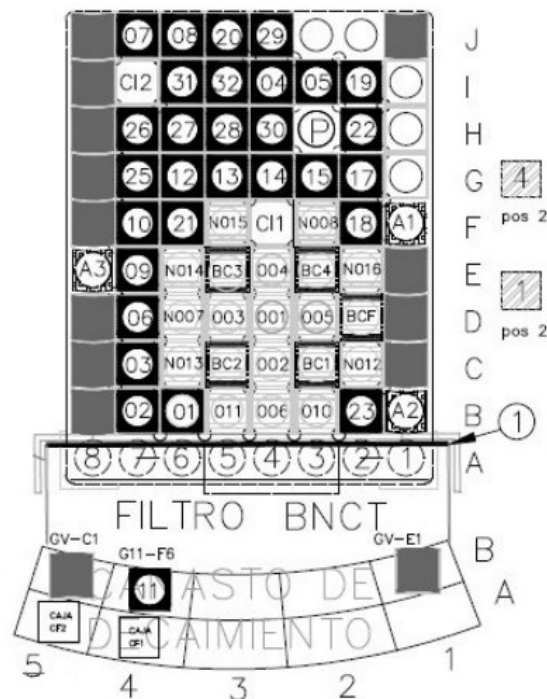 07 08 20 29 J
CI2 31 32 04 05 19 I
26 27 28 30 P 22 H
25 12 13 14 15 17 G
4
pos 2
10 21 N015 CI1 N008 18 A1 F
A3 09 N014 BC3 004 BC4 N016 E
1
pos 2
06 N007 003 001 005 BCF D
03 N013 BC2 002 BC1 N012 C
02 01 011 006 010 23 A2 B
1
8 7 6 5 4 3 2 1 A
FILTRO BNCT
GV-C1 G11-F6 GV-E1
B
11
A
CANASTO DE
DECAIMIENTO
CAJA
CF2
CAJA
CF1
5 4 3 2 1